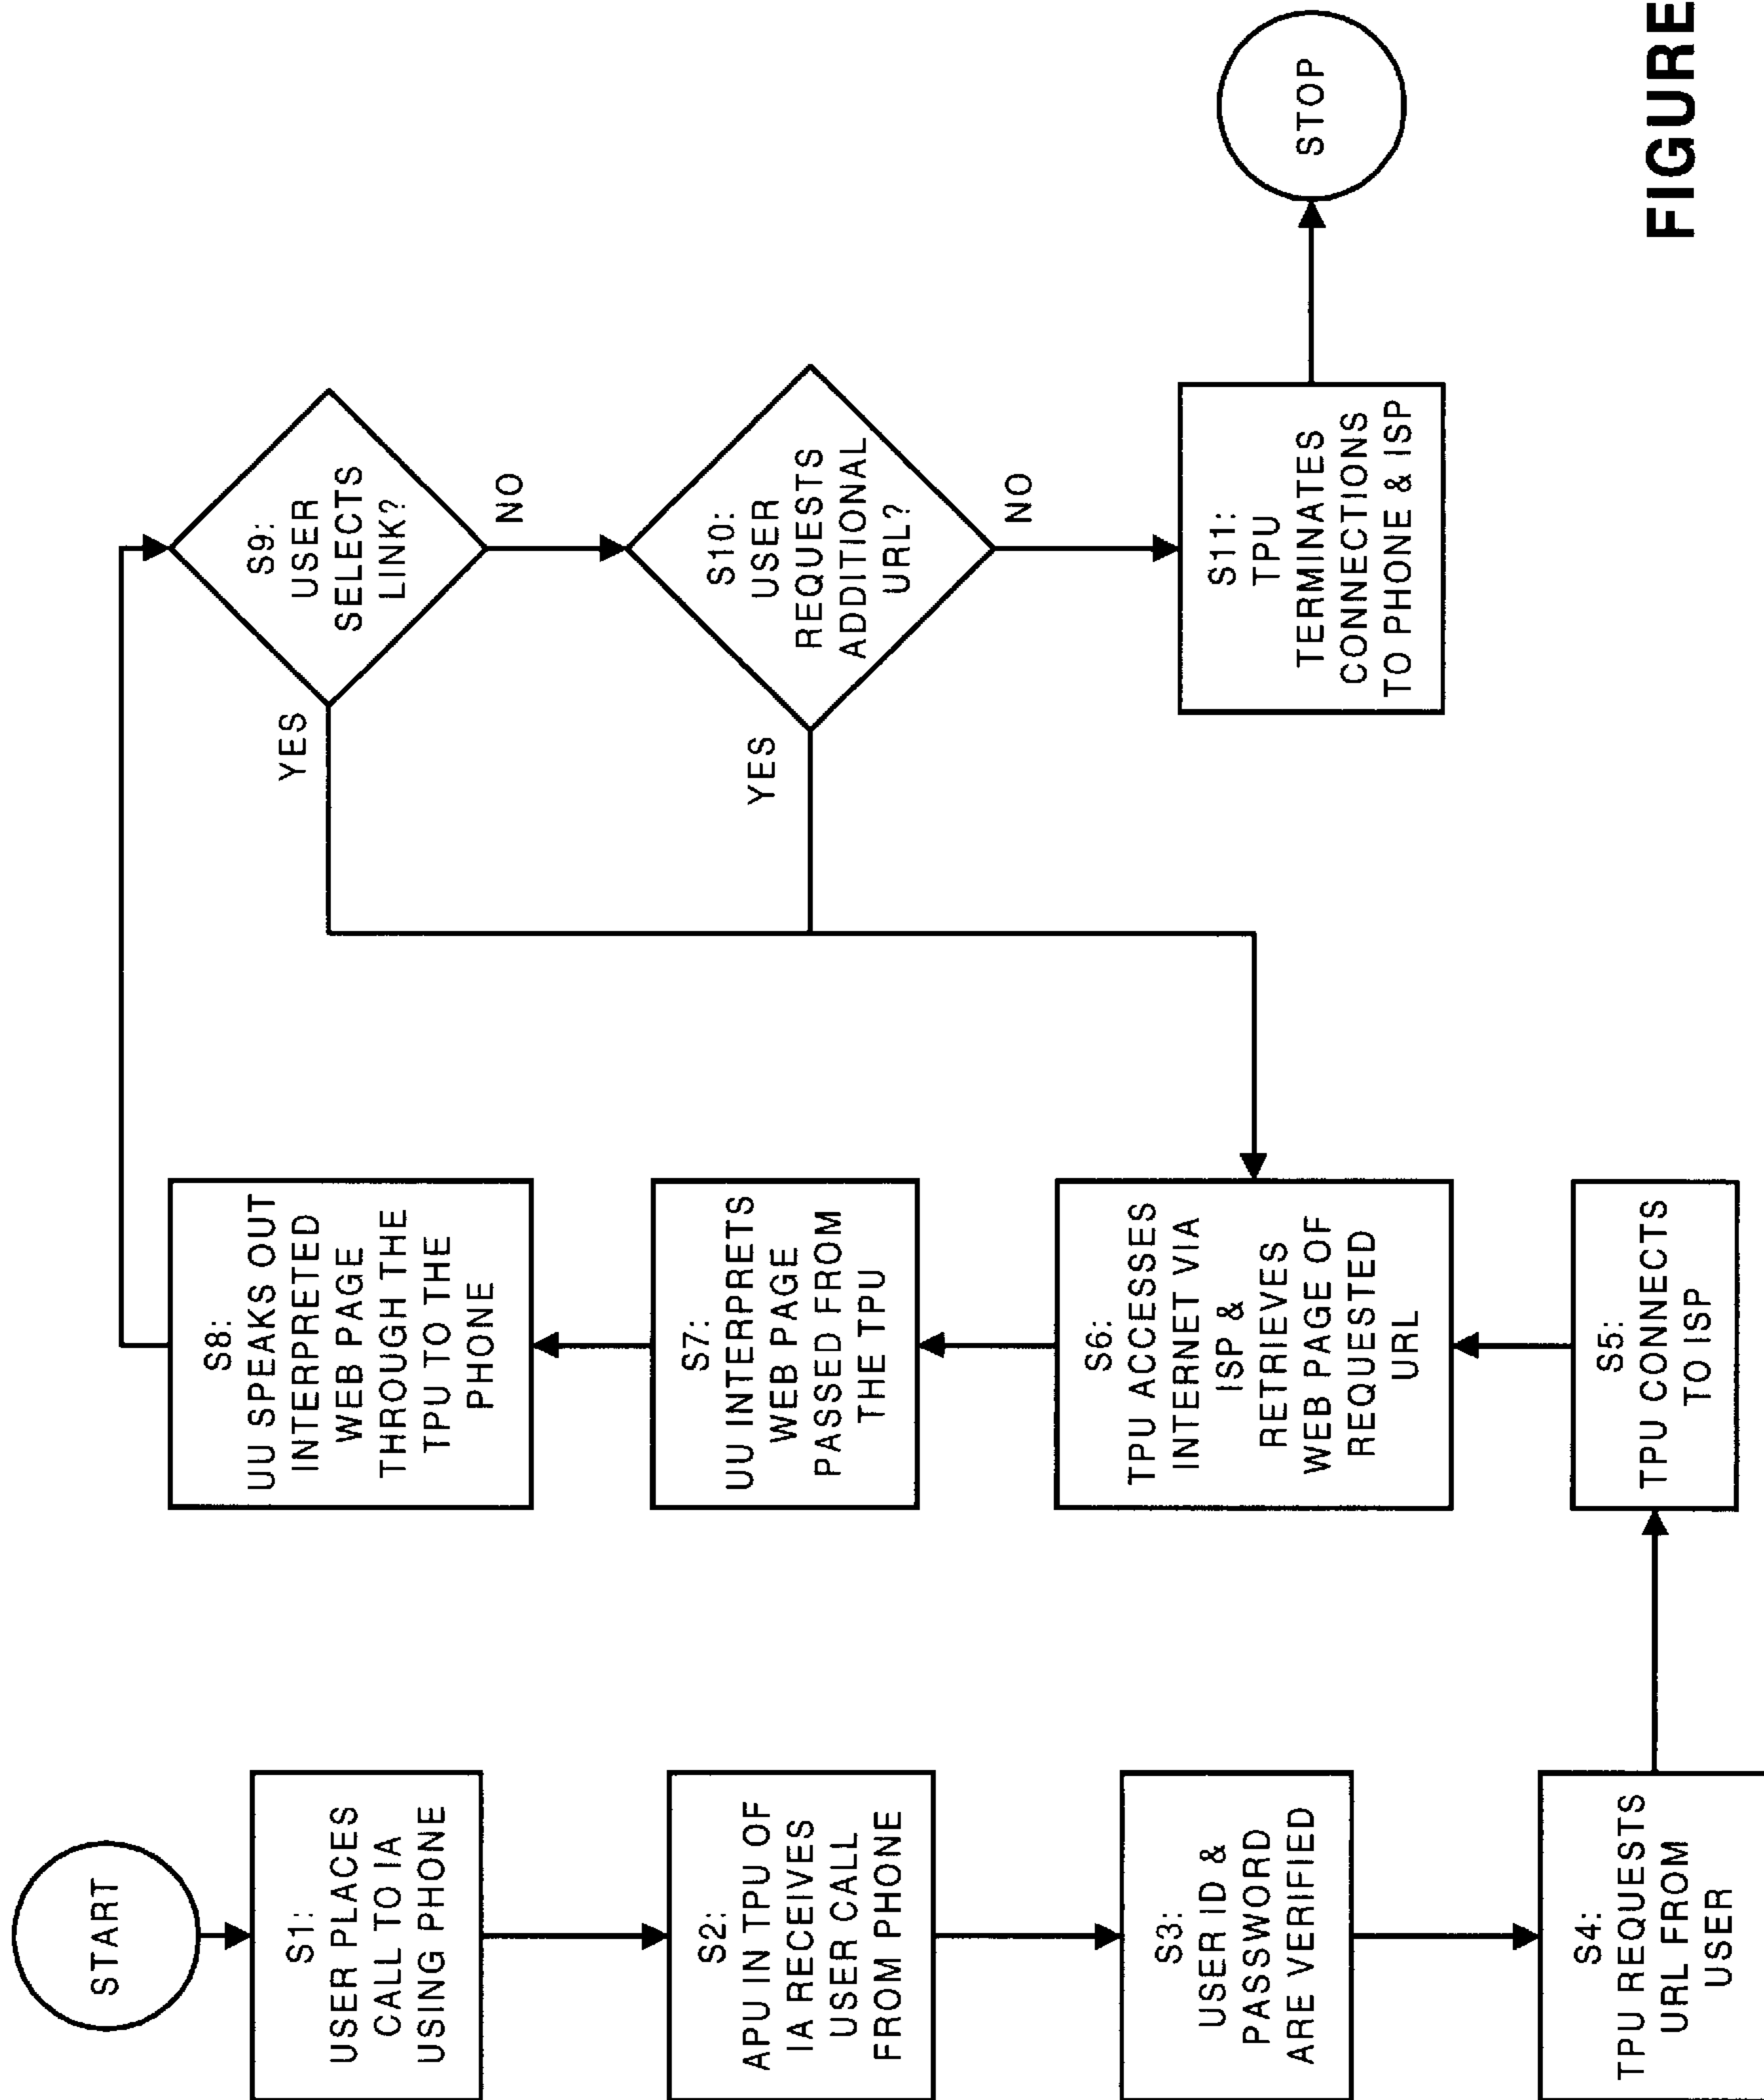 START
S1:
USER PLACES
CALL TO IA
USING PHONE
S2:
APU IN TPU OF
IA RECEIVES
USER CALL
FROM PHONE
S3:
USER ID &
PASSWORD
ARE VERIFIED
S4:
TPU REQUESTS
URL FROM
USER
S5:
TPU CONNECTS
TO ISP
S6:
TPU ACCESSES
INTERNET VIA
ISP &
RETRIEVES
WEB PAGE OF
REQUESTED
URL
S7:
UU INTERPRETS
WEB PAGE
PASSED FROM
THE TPU
S8:
UU SPEAKS OUT
INTERPRETED
WEB PAGE
THROUGH THE
TPU TO THE
PHONE
S9:
USER
SELECTS
LINK?
YES
NO
S10:
USER
REQUESTS
ADDITIONAL
URL?
YES
NO
S11:
TPU
TERMINATES
CONNECTIONS
TO PHONE & ISP
STOP
FIGURE